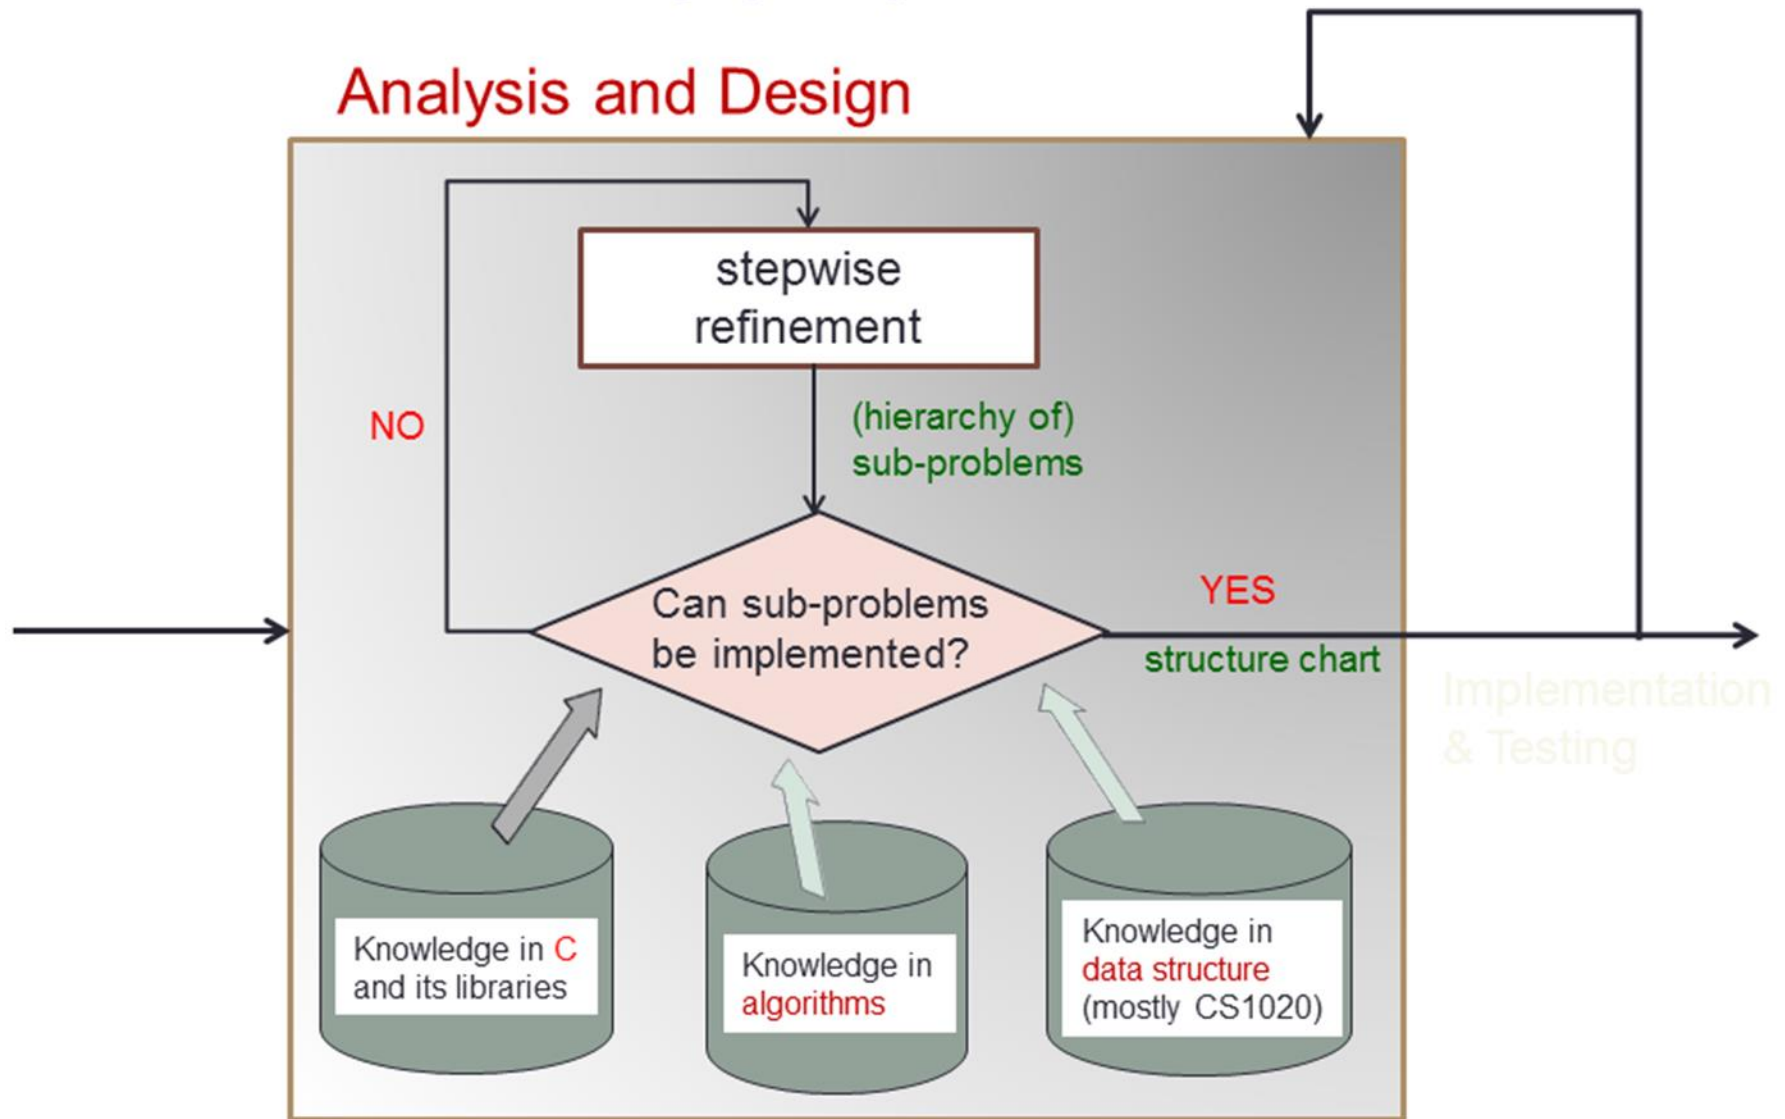 Analysis and Design
stepwise
refinement
NO
(hierarchy of)
sub-problems
Can sub-problems
be implemented?
YES
structure chart
Implementation
& Testing
Knowledge in C
and its libraries
Knowledge in
algorithms
Knowledge in
data structure
(mostly CS1020)